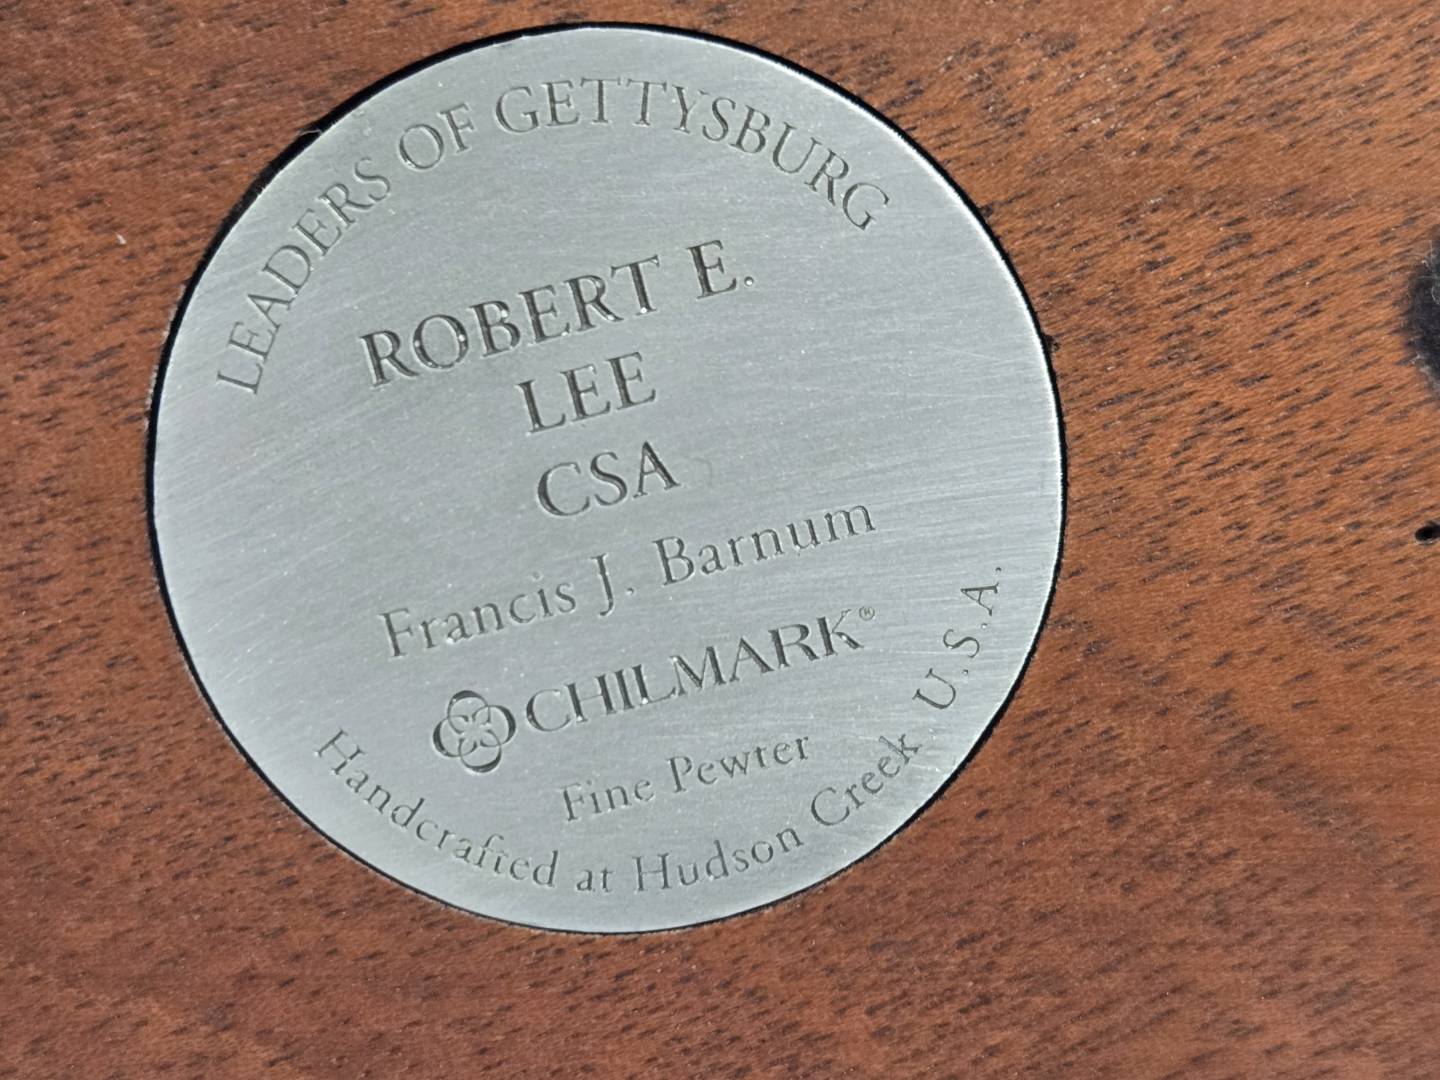 LEADERS OF GETTYSBURG
ROBERT E.
LEE
CSA
Francis J. Barnum
CHILMARK®
Fine Pewter
Handcrafted at Hudson Creek U.S.A.